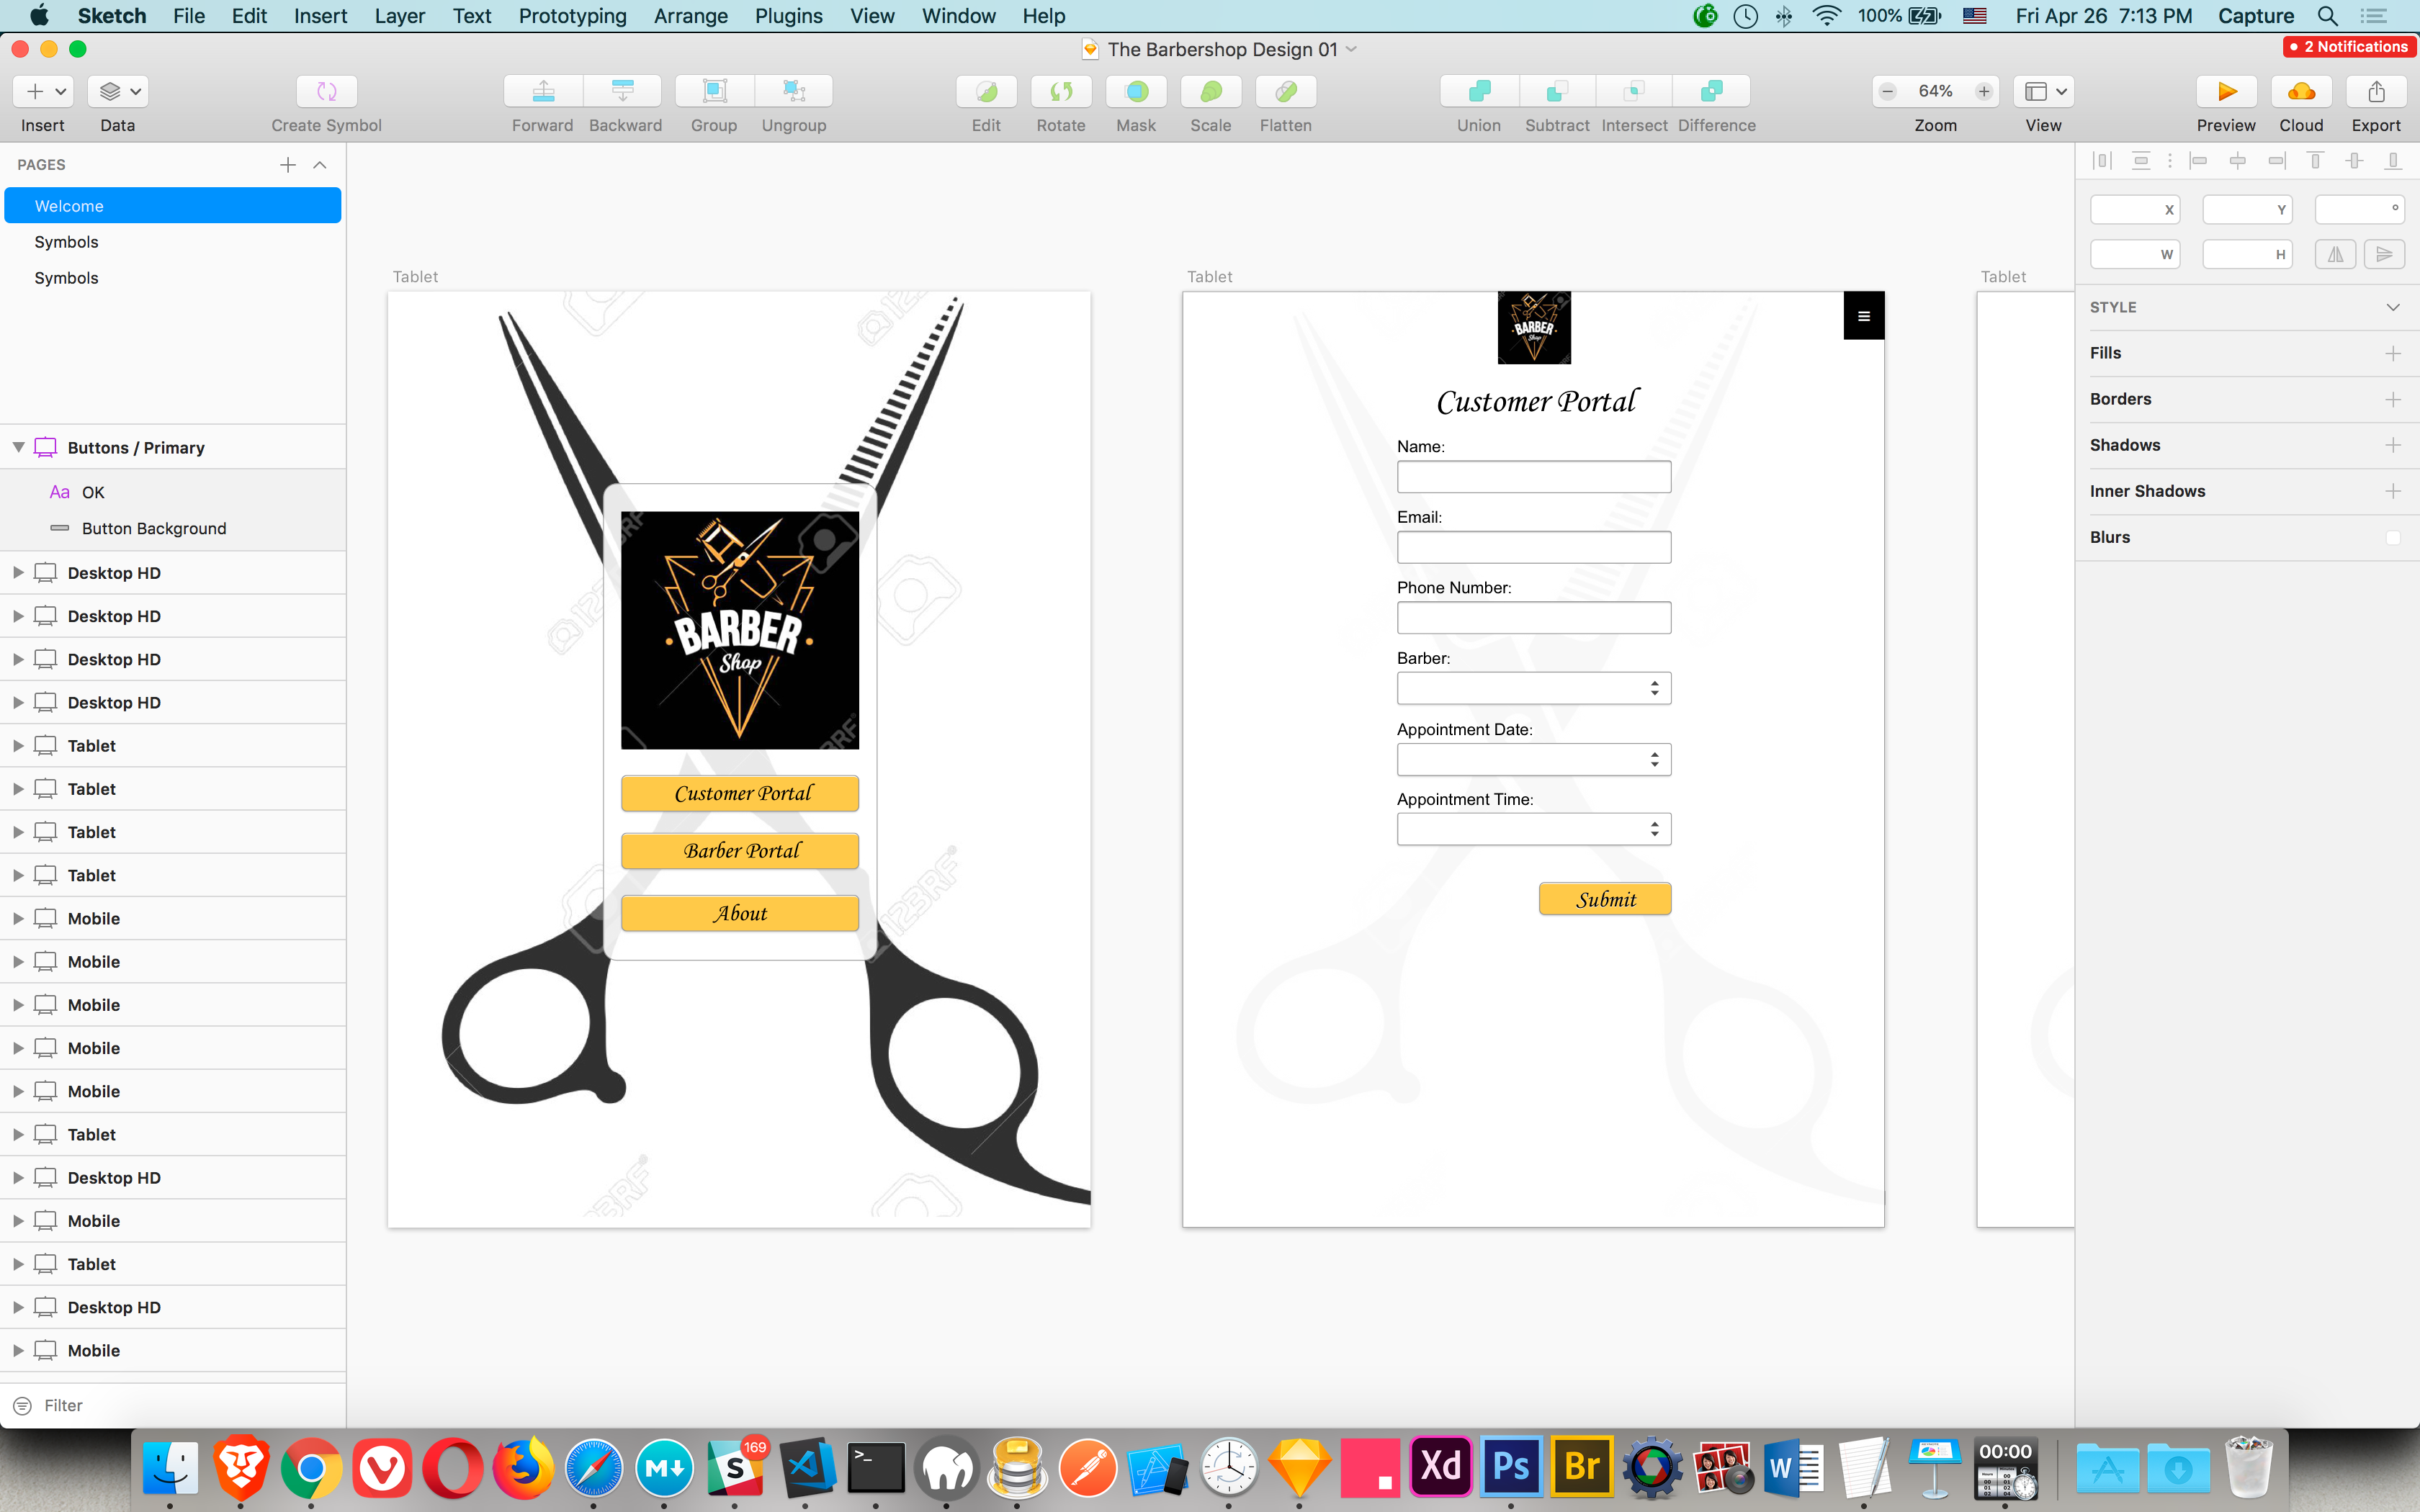 Sketch File Edit Insert Layer Text Prototyping Arrange Plugins View Window Help 100% Fri Apr 26 7:13 PM Capture
The Barbershop Design 01
2 Notifications
64%
Insert Data Create Symbol Forward Backward Group Ungroup Edit Rotate Mask Scale Flatten Union Subtract Intersect Difference Zoom View Preview Cloud Export
PAGES
Welcome
Symbols
Symbols
Buttons / Primary
Aa OK
Button Background
Desktop HD
Desktop HD
Desktop HD
Desktop HD
Tablet
Tablet
Tablet
Tablet
Mobile
Mobile
Mobile
Mobile
Mobile
Tablet
Desktop HD
Mobile
Tablet
Desktop HD
Mobile
Filter
Tablet
BARBER
Shop
Customer Portal
Barber Portal
About
123RF
123RF
Tablet
BARBER
Shop
Customer Portal
Name:
Email:
Phone Number:
Barber:
Appointment Date:
Appointment Time:
Submit
Tablet
X Y °
W H
STYLE
Fills
Borders
Shadows
Inner Shadows
Blurs
M
169
S
>_
Xd
Ps
Br
W
00:00